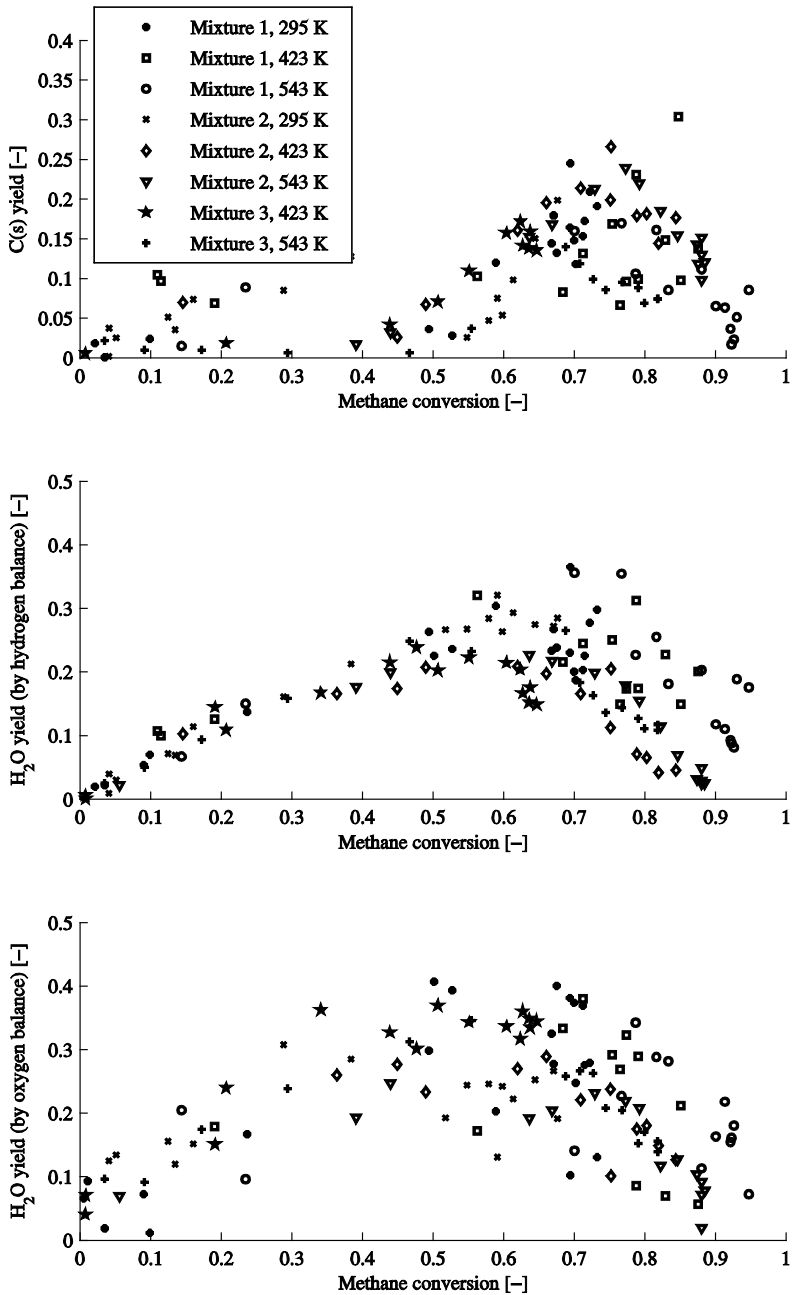 0.4
0.35
0.3
0.25
0.2
0.15
0.1
0.05
0
C(s) yield [−]
Mixture 1, 295 K
Mixture 1, 423 K
Mixture 1, 543 K
Mixture 2, 295 K
Mixture 2, 423 K
Mixture 2, 543 K
Mixture 3, 423 K
Mixture 3, 543 K
0 0.1 0.2 0.3 0.4 0.5 0.6 0.7 0.8 0.9 1
Methane conversion [−]
0.5
0.4
0.3
0.2
0.1
0
H2O yield (by hydrogen balance) [−]
0 0.1 0.2 0.3 0.4 0.5 0.6 0.7 0.8 0.9 1
Methane conversion [−]
0.5
0.4
0.3
0.2
0.1
0
H2O yield (by oxygen balance) [−]
0 0.1 0.2 0.3 0.4 0.5 0.6 0.7 0.8 0.9 1
Methane conversion [−]